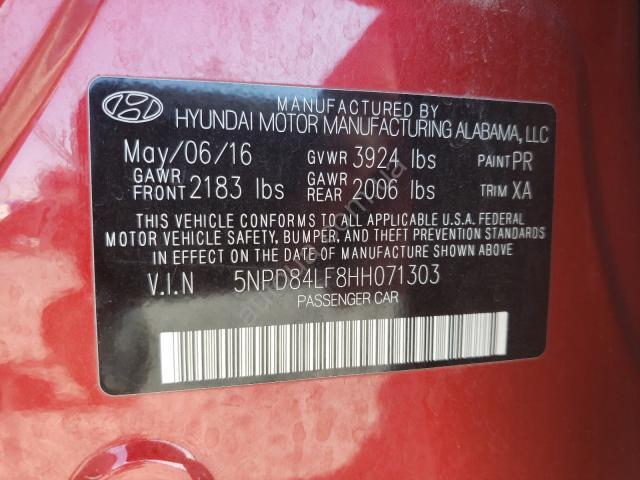 MANUFACTURED BY
HYUNDAI MOTOR MANUFACTURING ALABAMA, LLC
May/06/16 GVWR 3924 lbs PAINT PR
GAWR FRONT 2183 lbs GAWR REAR 2006 lbs TRIM XA
THIS VEHICLE CONFORMS TO ALL APPLICABLE U.S.A. FEDERAL
MOTOR VEHICLE SAFETY, BUMPER, AND THEFT PREVENTION STANDARDS
IN EFFECT ON THE DATE OF MANUFACTURE SHOWN ABOVE.
V.I.N 5NPD84LF8HH071303
PASSENGER CAR